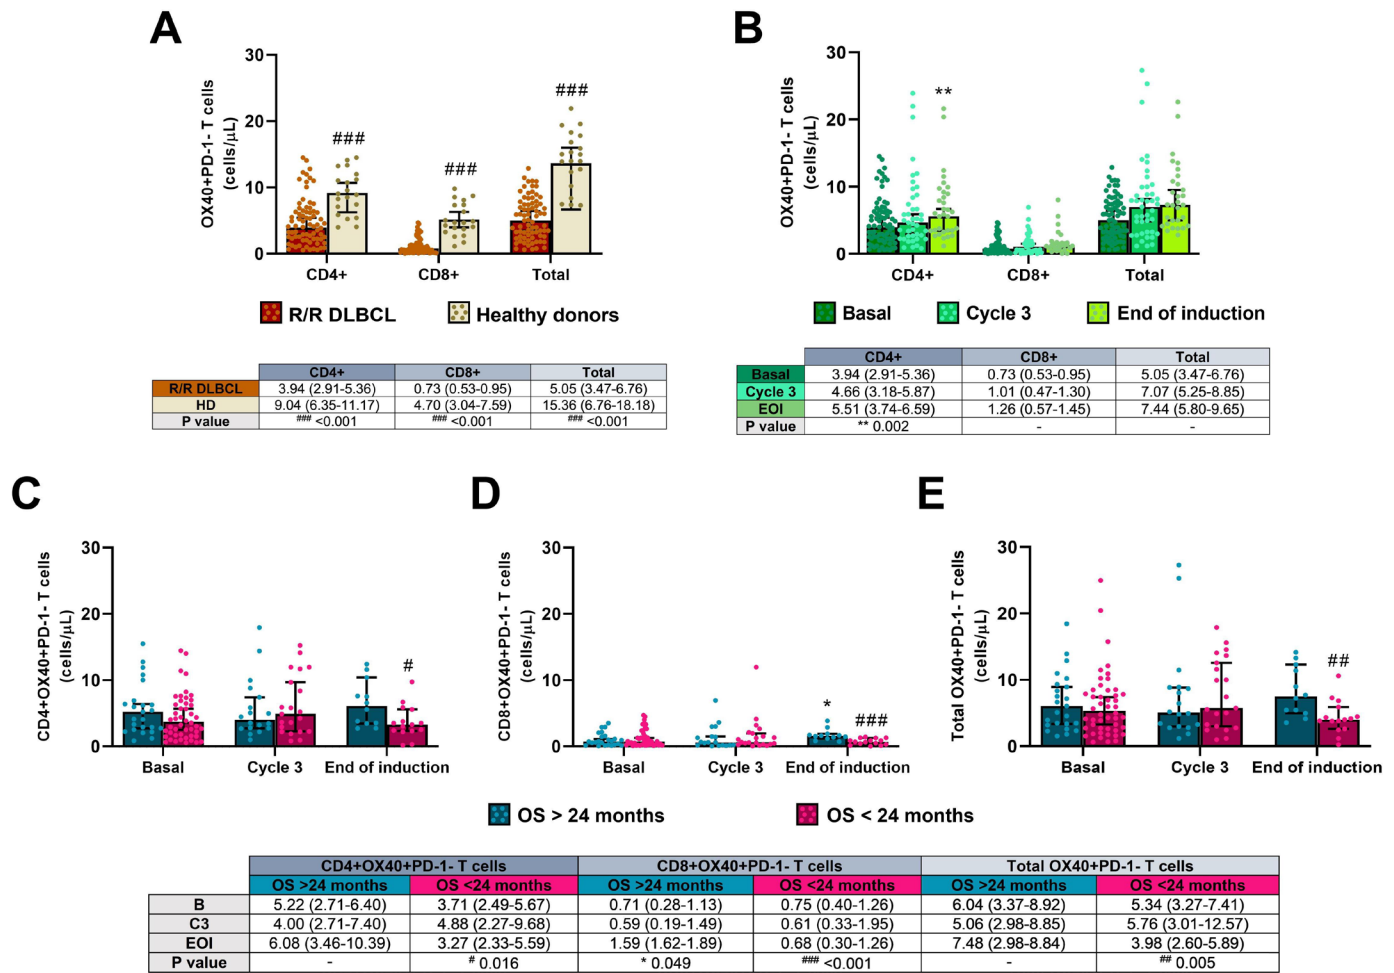 A
OX40+PD-1- T cells
(cells/µL)
30
20
10
0
###
###
###
CD4+
CD8+
Total
R/R DLBCL
Healthy donors
CD4+ CD8+ Total
R/R DLBCL 3.94 (2.91-5.36) 0.73 (0.53-0.95) 5.05 (3.47-6.76)
HD 9.04 (6.35-11.17) 4.70 (3.04-7.59) 15.36 (6.76-18.18)
P value ### <0.001 ### <0.001 ### <0.001
B
OX40+PD-1- T cells
(cells/µL)
30
20
10
0
**
CD4+
CD8+
Total
Basal
Cycle 3
End of induction
CD4+ CD8+ Total
Basal 3.94 (2.91-5.36) 0.73 (0.53-0.95) 5.05 (3.47-6.76)
Cycle 3 4.66 (3.18-5.87) 1.01 (0.47-1.30) 7.07 (5.25-8.85)
EOI 5.51 (3.74-6.59) 1.26 (0.57-1.45) 7.44 (5.80-9.65)
P value ** 0.002 - -
C
CD4+OX40+PD-1- T cells
(cells/µL)
30
20
10
0
#
Basal
Cycle 3
End of induction
D
CD8+OX40+PD-1- T cells
(cells/µL)
30
20
10
0
*
###
Basal
Cycle 3
End of induction
E
Total OX40+PD-1- T cells
(cells/µL)
30
20
10
0
##
Basal
Cycle 3
End of induction
OS > 24 months
OS < 24 months
CD4+OX40+PD-1- T cells CD8+OX40+PD-1- T cells Total OX40+PD-1- T cells
OS >24 months OS <24 months OS >24 months OS <24 months OS >24 months OS <24 months
B 5.22 (2.71-6.40) 3.71 (2.49-5.67) 0.71 (0.28-1.13) 0.75 (0.40-1.26) 6.04 (3.37-8.92) 5.34 (3.27-7.41)
C3 4.00 (2.71-7.40) 4.88 (2.27-9.68) 0.59 (0.19-1.49) 0.61 (0.33-1.95) 5.06 (2.98-8.85) 5.76 (3.01-12.57)
EOI 6.08 (3.46-10.39) 3.27 (2.33-5.59) 1.59 (1.62-1.89) 0.68 (0.30-1.26) 7.48 (2.98-8.84) 3.98 (2.60-5.89)
P value - # 0.016 * 0.049 ### <0.001 - ## 0.005